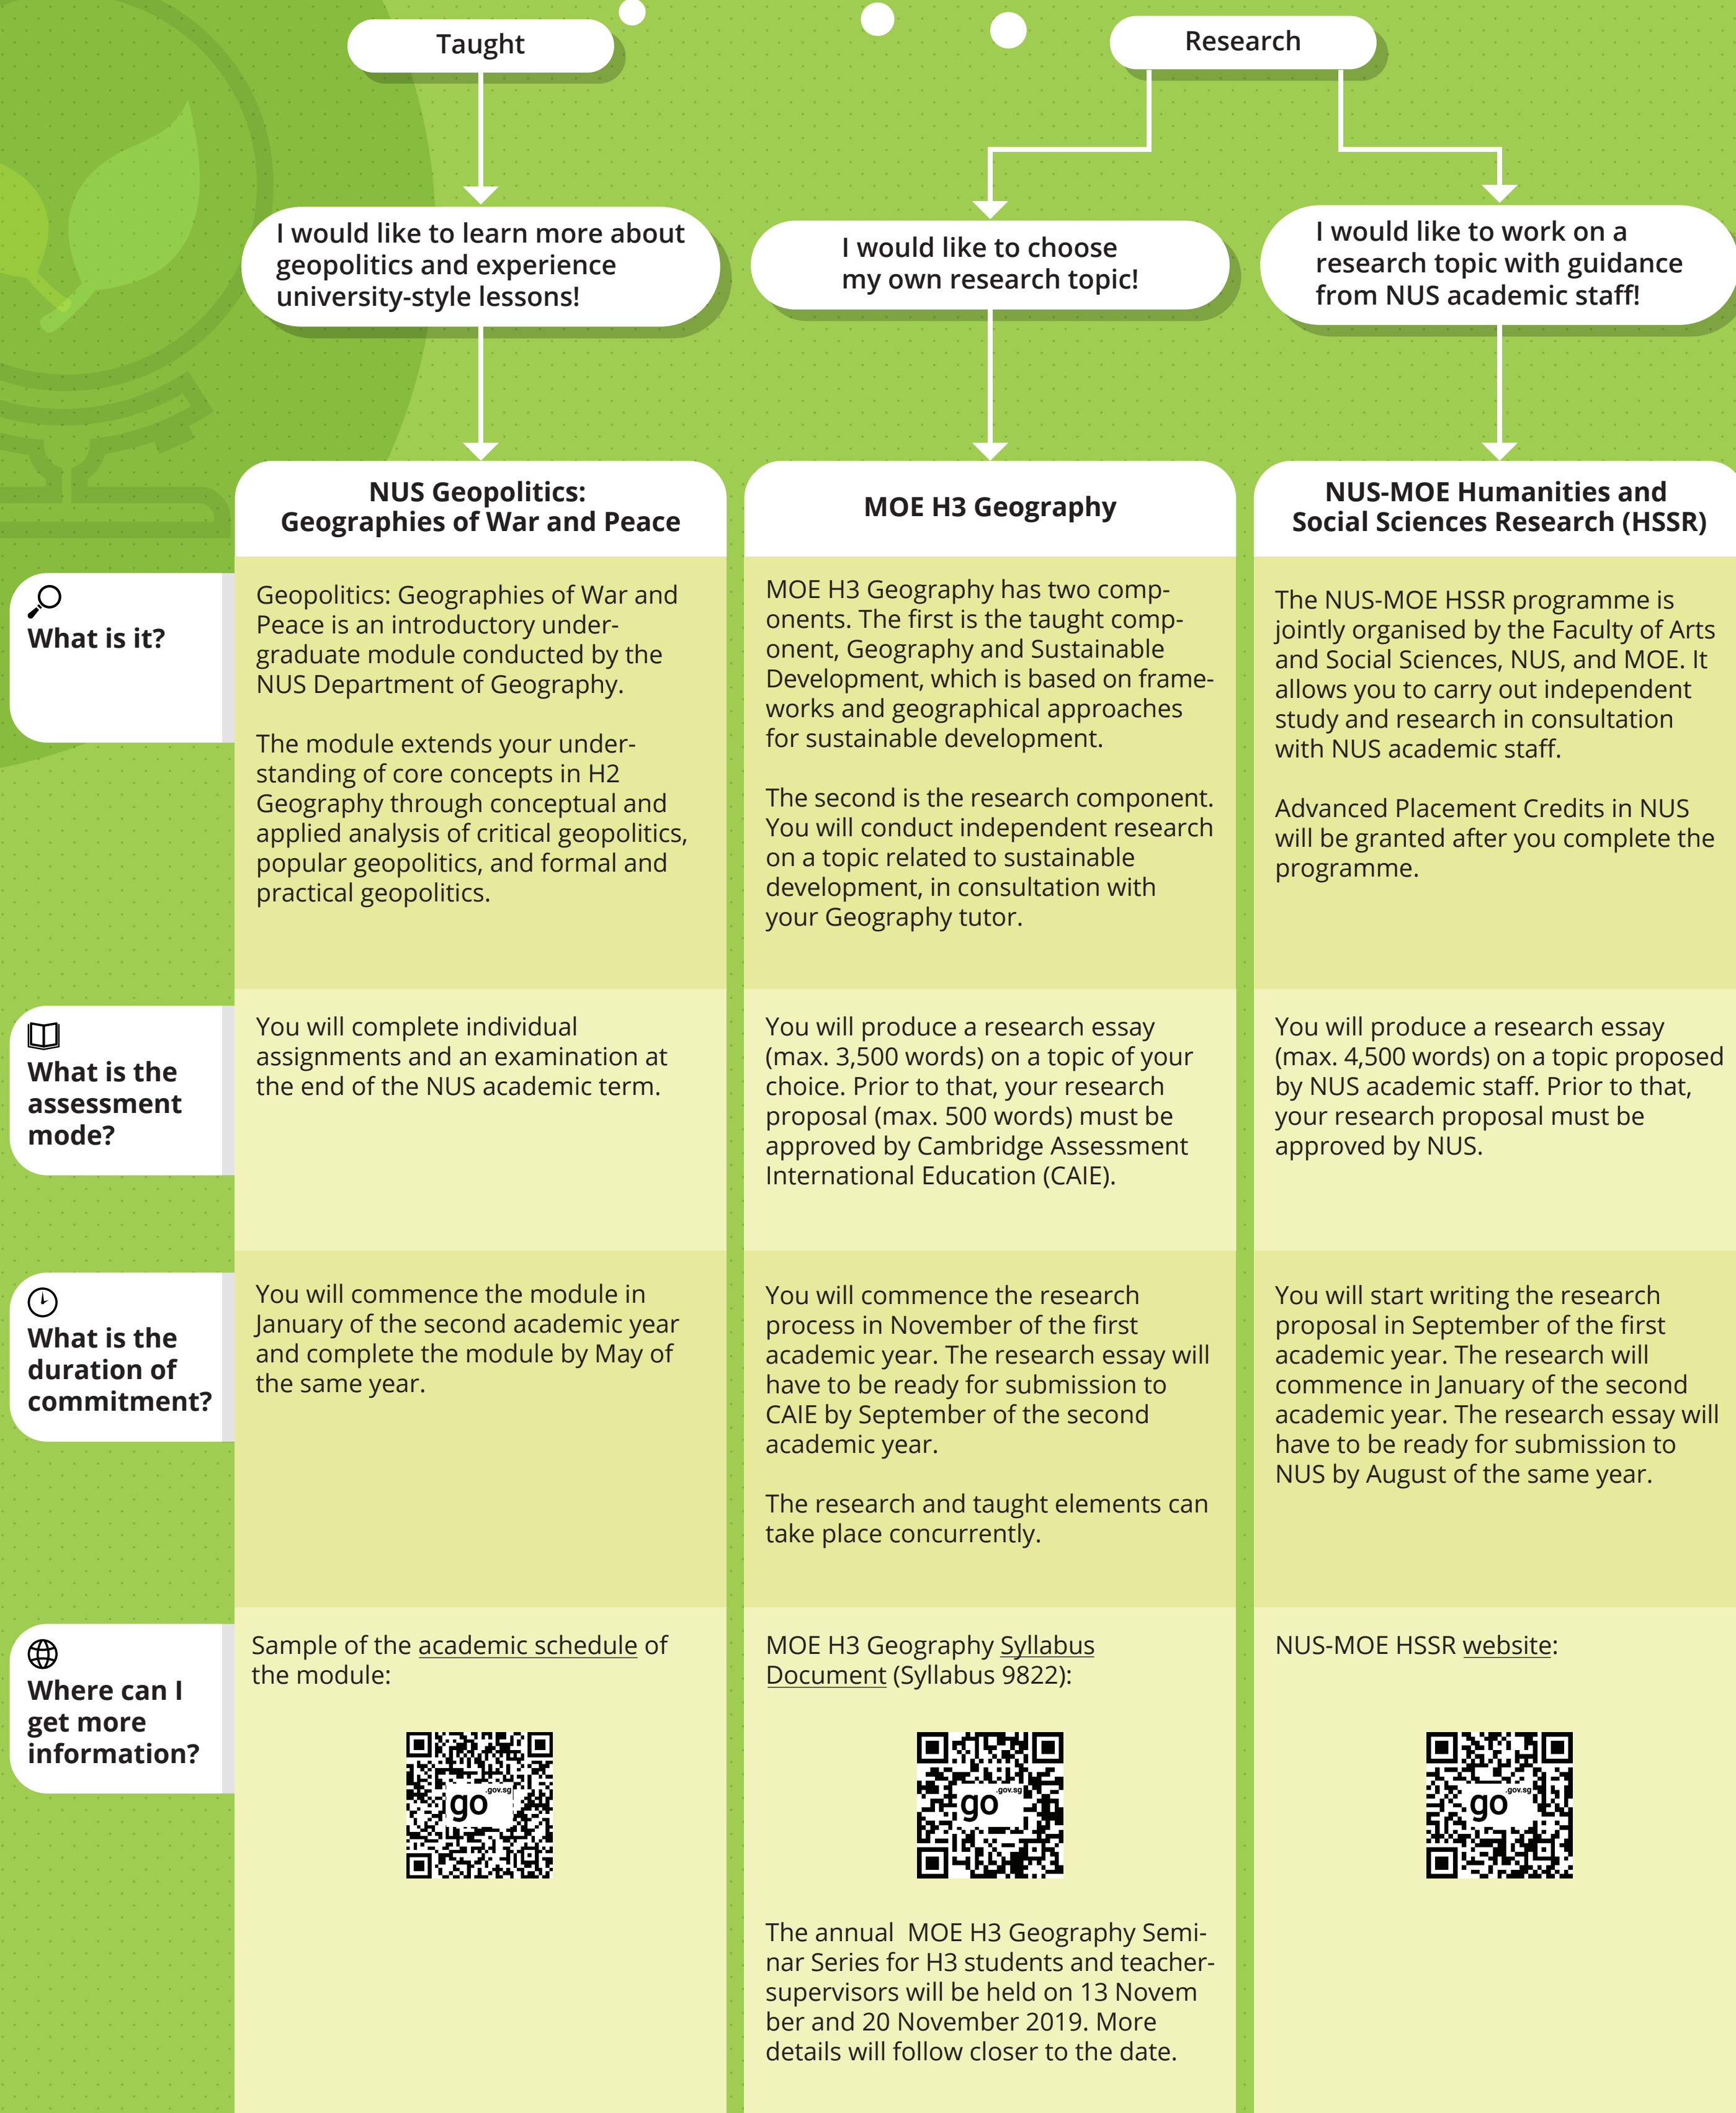 Taught
Research
I would like to learn more about
geopolitics and experience
university-style lessons!
I would like to choose
my own research topic!
I would like to work on a
research topic with guidance
from NUS academic staff!
NUS Geopolitics:
Geographies of War and Peace
MOE H3 Geography
NUS-MOE Humanities and
Social Sciences Research (HSSR)
What is it?
Geopolitics: Geographies of War and
Peace is an introductory under-
graduate module conducted by the
NUS Department of Geography.
The module extends your under-
standing of core concepts in H2
Geography through conceptual and
applied analysis of critical geopolitics,
popular geopolitics, and formal and
practical geopolitics.
MOE H3 Geography has two comp-
onents. The first is the taught comp-
onent, Geography and Sustainable
Development, which is based on frame-
works and geographical approaches
for sustainable development.
The second is the research component.
You will conduct independent research
on a topic related to sustainable
development, in consultation with
your Geography tutor.
The NUS-MOE HSSR programme is
jointly organised by the Faculty of Arts
and Social Sciences, NUS, and MOE. It
allows you to carry out independent
study and research in consultation
with NUS academic staff.
Advanced Placement Credits in NUS
will be granted after you complete the
programme.
What is the
assessment
mode?
You will complete individual
assignments and an examination at
the end of the NUS academic term.
You will produce a research essay
(max. 3,500 words) on a topic of your
choice. Prior to that, your research
proposal (max. 500 words) must be
approved by Cambridge Assessment
International Education (CAIE).
You will produce a research essay
(max. 4,500 words) on a topic proposed
by NUS academic staff. Prior to that,
your research proposal must be
approved by NUS.
What is the
duration of
commitment?
You will commence the module in
January of the second academic year
and complete the module by May of
the same year.
You will commence the research
process in November of the first
academic year. The research essay will
have to be ready for submission to
CAIE by September of the second
academic year.
The research and taught elements can
take place concurrently.
You will start writing the research
proposal in September of the first
academic year. The research will
commence in January of the second
academic year. The research essay will
have to be ready for submission to
NUS by August of the same year.
Where can I
get more
information?
Sample of the academic schedule of
the module:
go.gov.sg
MOE H3 Geography Syllabus
Document (Syllabus 9822):
go.gov.sg
The annual  MOE H3 Geography Semi-
nar Series for H3 students and teacher-
supervisors will be held on 13 Novem
ber and 20 November 2019. More
details will follow closer to the date.
NUS-MOE HSSR website:
go.gov.sg